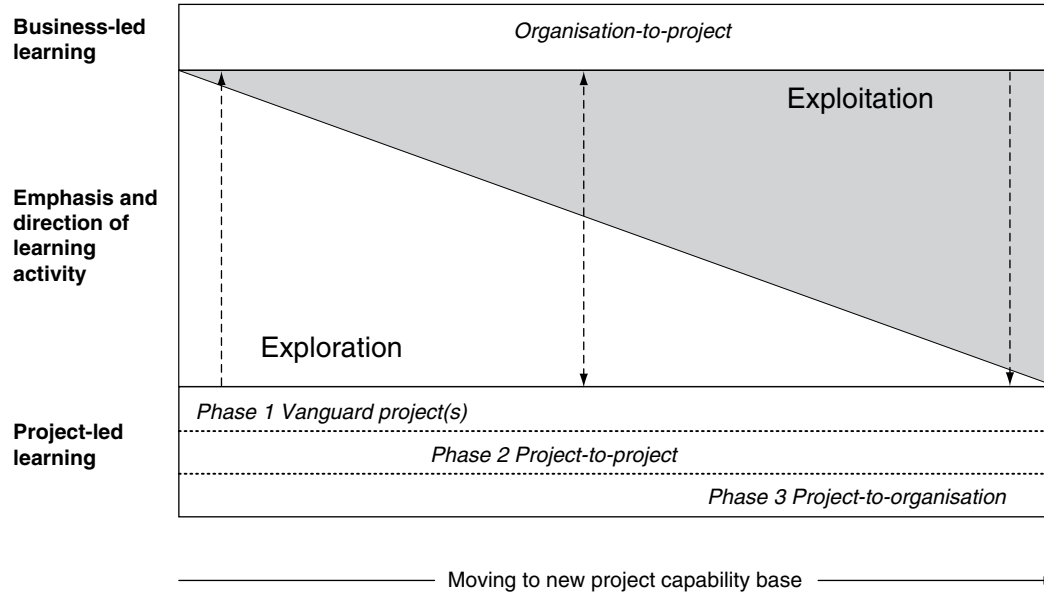 Business-led
learning
Organisation-to-project
Exploitation
Emphasis and
direction of
learning
activity
Exploration
Phase 1 Vanguard project(s)
Project-led
learning
Phase 2 Project-to-project
Phase 3 Project-to-organisation
Moving to new project capability base